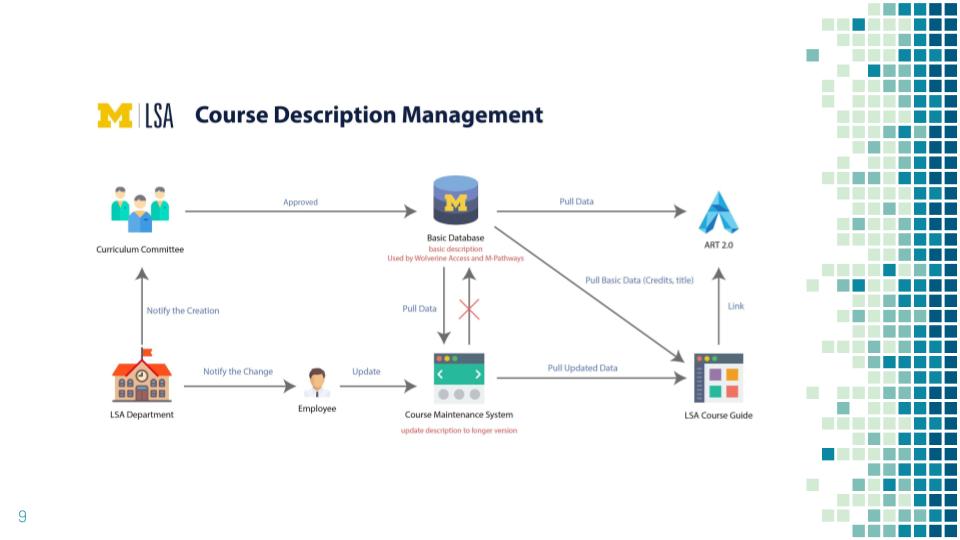 M LSA Course Description Management
Approved
Pull Data
M
Curriculum Committee
Basic Database
basic description
Used by Wolverine Access and M-Pathways
ART 2.0
Notify the Creation
Pull Data
Pull Basic Data (Credits, title)
Link
Notify the Change
Update
Pull Updated Data
LSA Department
Employee
Course Maintenance System
update description to longer version
LSA Course Guide
9